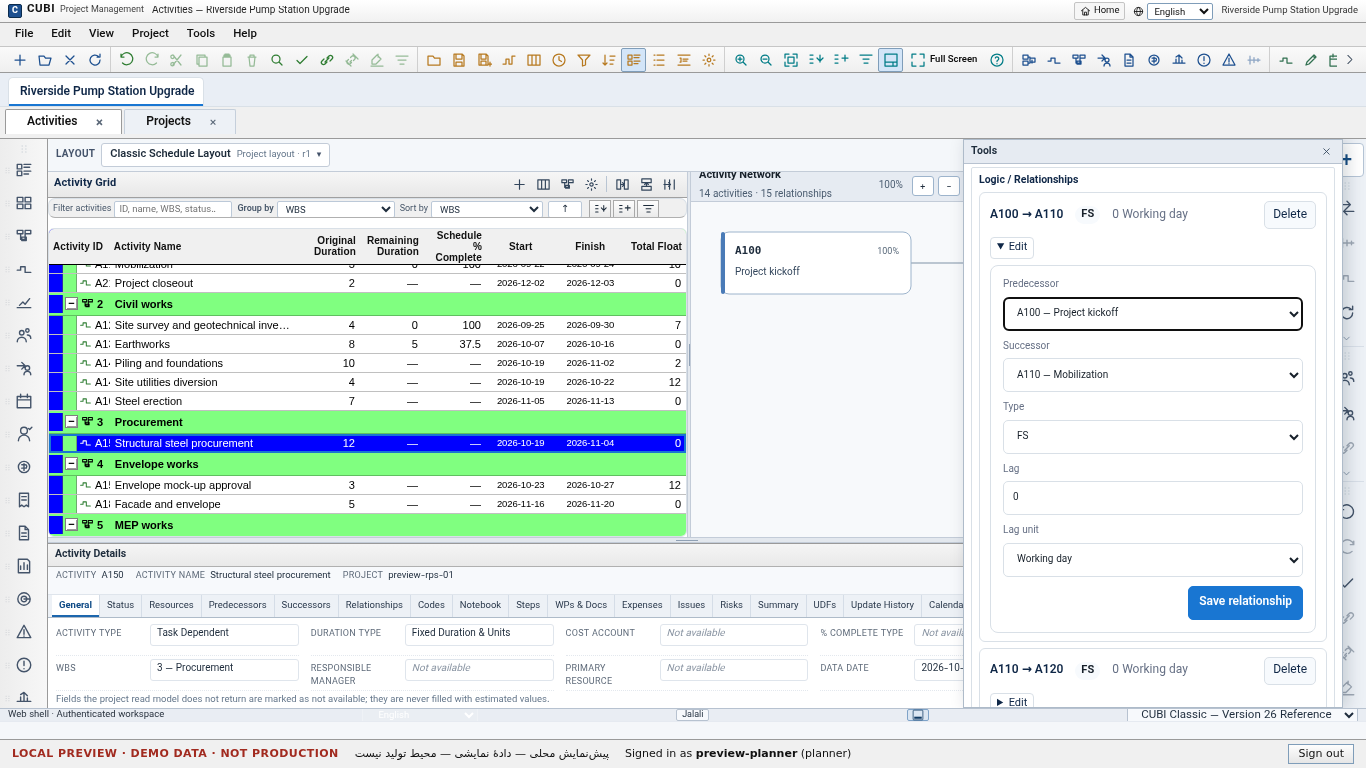 CUBI Project Management Activities — Riverside Pump Station Upgrade Home English Riverside Pump Station Upgrade
File Edit View Project Tools Help
Full Screen
Riverside Pump Station Upgrade
Activities × Projects ×
LAYOUT Classic Schedule Layout Project layout · r1
Activity Grid
Filter activities ID, name, WBS, status.. Group by WBS Sort by WBS ↑
Activity ID Activity Name Original Duration Remaining Duration Schedule % Complete Start Finish Total Float
Project closeout 2 — — 2026-12-02 2026-12-03 0
2 Civil works
Site survey and geotechnical inve… 4 0 100 2026-09-25 2026-09-30 7
Earthworks 8 5 37.5 2026-10-07 2026-10-16 0
Piling and foundations 10 — — 2026-10-19 2026-11-02 2
Site utilities diversion 4 — — 2026-10-19 2026-10-22 12
Steel erection 7 — — 2026-11-05 2026-11-13 0
3 Procurement
Structural steel procurement 12 — — 2026-10-19 2026-11-04 0
4 Envelope works
Envelope mock-up approval 3 — — 2026-10-23 2026-10-27 12
Facade and envelope 5 — — 2026-11-16 2026-11-20 0
5 MEP works
Activity Network
14 activities · 15 relationships 100% + −
A100 100%
Project kickoff
Activity Details
ACTIVITY A150 ACTIVITY NAME Structural steel procurement PROJECT preview-rps-01
General Status Resources Predecessors Successors Relationships Codes Notebook Steps WPs & Docs Expenses Issues Risks Summary UDFs Update History
ACTIVITY TYPE Task Dependent DURATION TYPE Fixed Duration & Units COST ACCOUNT Not available % COMPLETE TYPE
WBS 3 — Procurement RESPONSIBLE MANAGER Not available PRIMARY RESOURCE Not available DATA DATE
Fields the project read model does not return are marked as not available; they are never filled with estimated values.
Tools
Logic / Relationships
A100 → A110 FS 0 Working day Delete
▼ Edit
Predecessor
A100 — Project kickoff
Successor
A110 — Mobilization
Type
FS
Lag
0
Lag unit
Working day
Save relationship
A110 → A120 FS 0 Working day Delete
▶ Edit
Web shell · Authenticated workspace English Jalali CUBI Classic — Version 26 Reference
LOCAL PREVIEW · DEMO DATA · NOT PRODUCTION پیش‌نمایش محلی — دادهٔ نمایشی — محیط تولید نیست Signed in as preview-planner (planner) Sign out